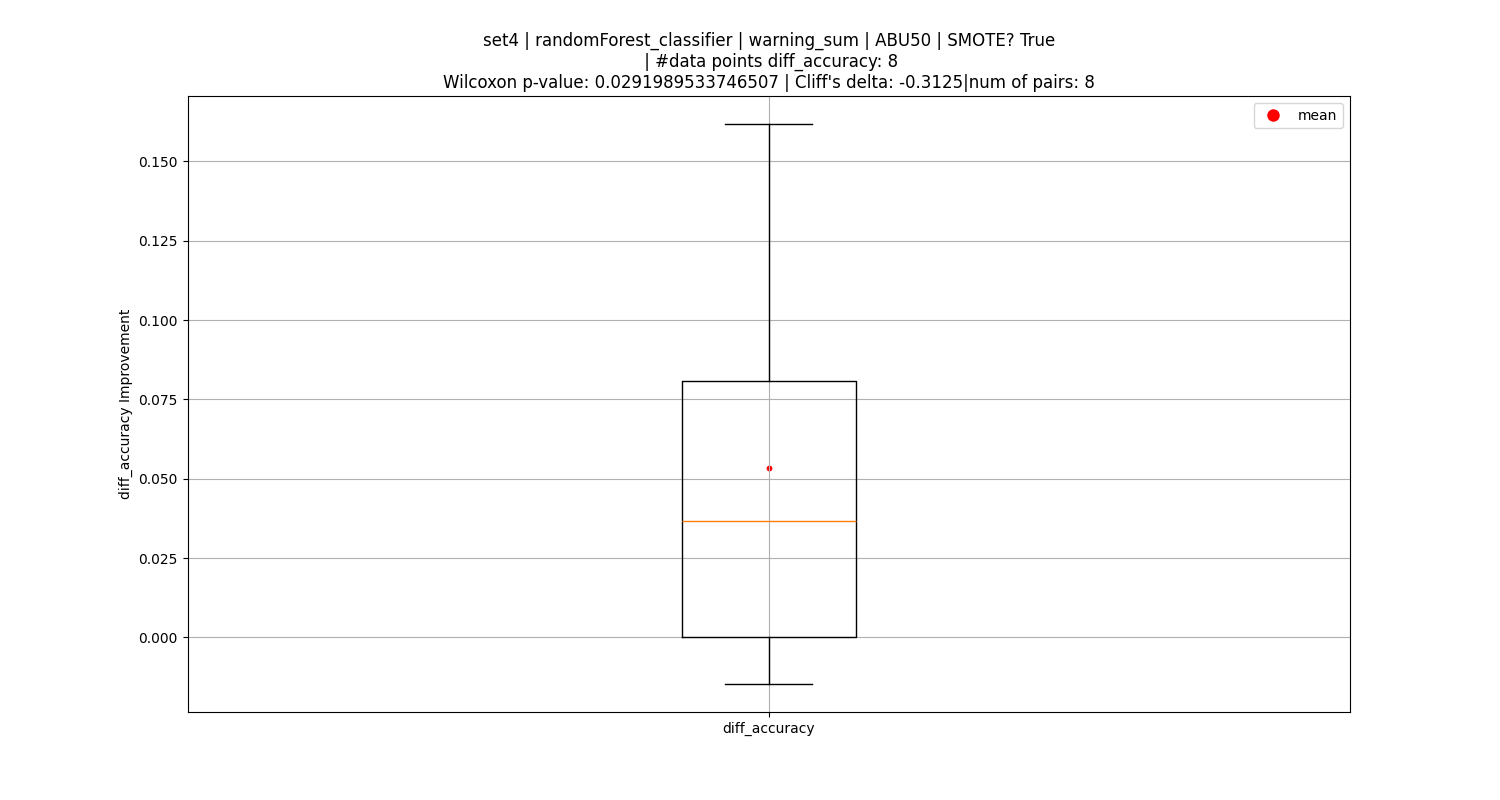 set4 | randomForest_classifier | warning_sum | ABU50 | SMOTE? True
| #data points diff_accuracy: 8
Wilcoxon p-value: 0.0291989533746507 | Cliff's delta: -0.3125|num of pairs: 8
mean
0.150
0.125
0.100
0.075
0.050
0.025
0.000
diff_accuracy Improvement
diff_accuracy